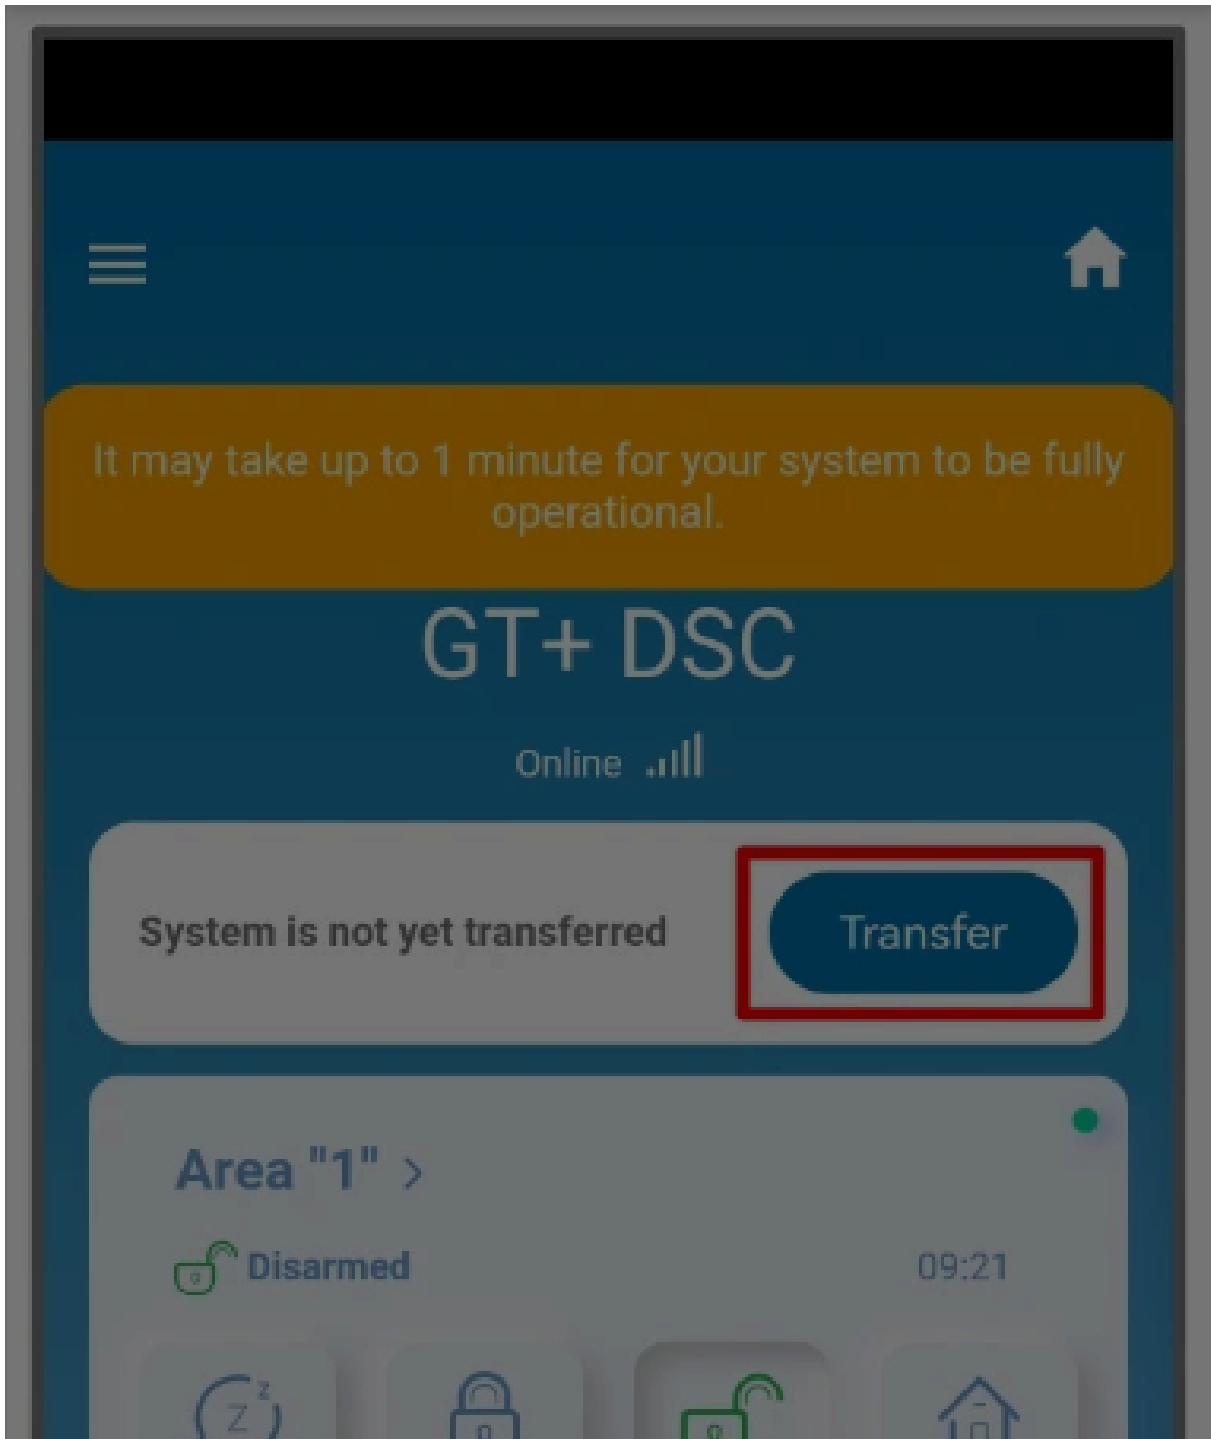 It may take up to 1 minute for your system to be fully
operational.
GT+ DSC
Online
System is not yet transferred
Transfer
Area "1" >
Disarmed
09:21